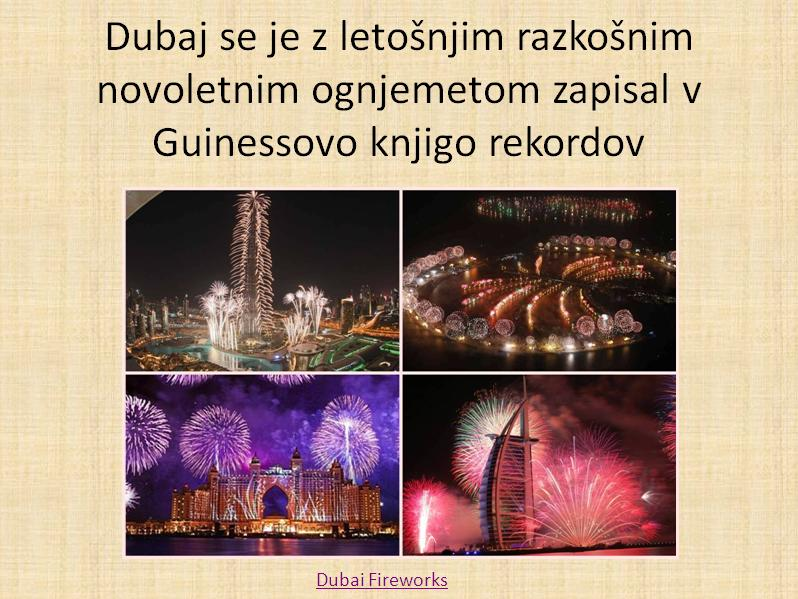 Dubaj se je z letošnjim razkošnim
novoletnim ognjemetom zapisal v
Guinessovo knjigo rekordov
Dubai Fireworks